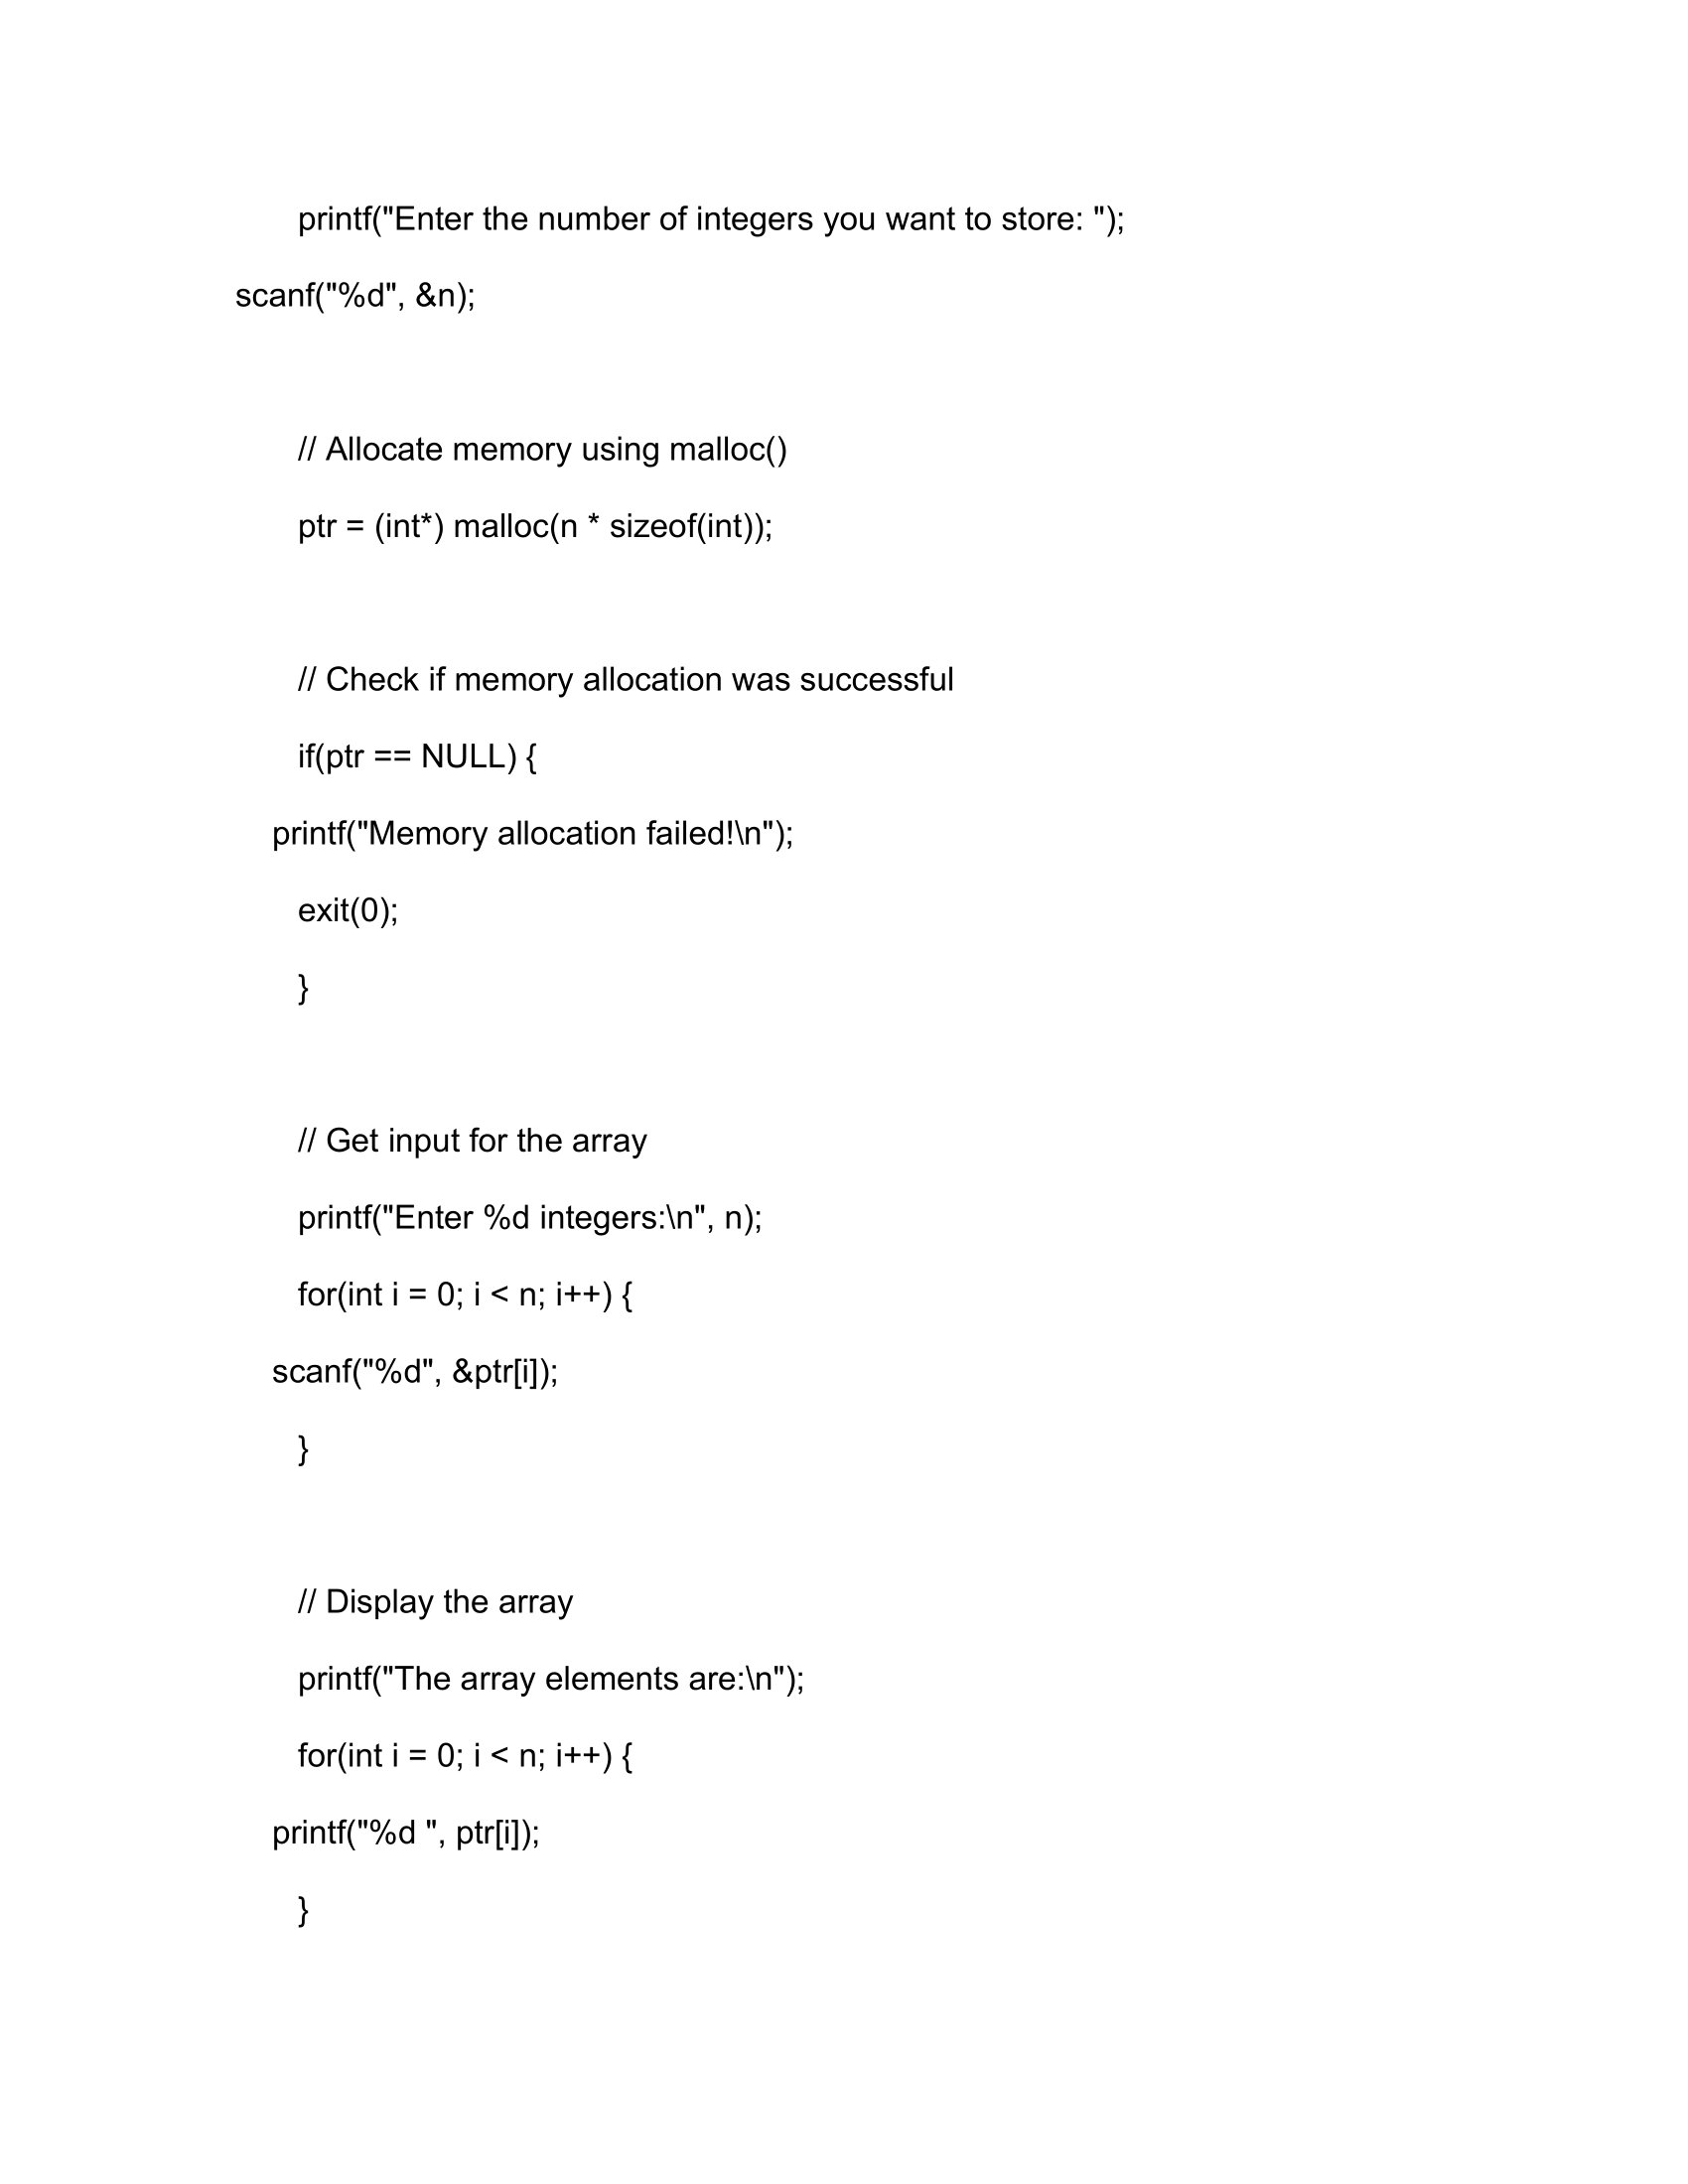 printf("Enter the number of integers you want to store: ");
scanf("%d", &n);
// Allocate memory using malloc()
ptr = (int*) malloc(n * sizeof(int));
// Check if memory allocation was successful
if(ptr == NULL) {
printf("Memory allocation failed!\n");
exit(0);
}
// Get input for the array
printf("Enter %d integers:\n", n);
for(int i = 0; i < n; i++) {
scanf("%d", &ptr[i]);
}
// Display the array
printf("The array elements are:\n");
for(int i = 0; i < n; i++) {
printf("%d ", ptr[i]);
}